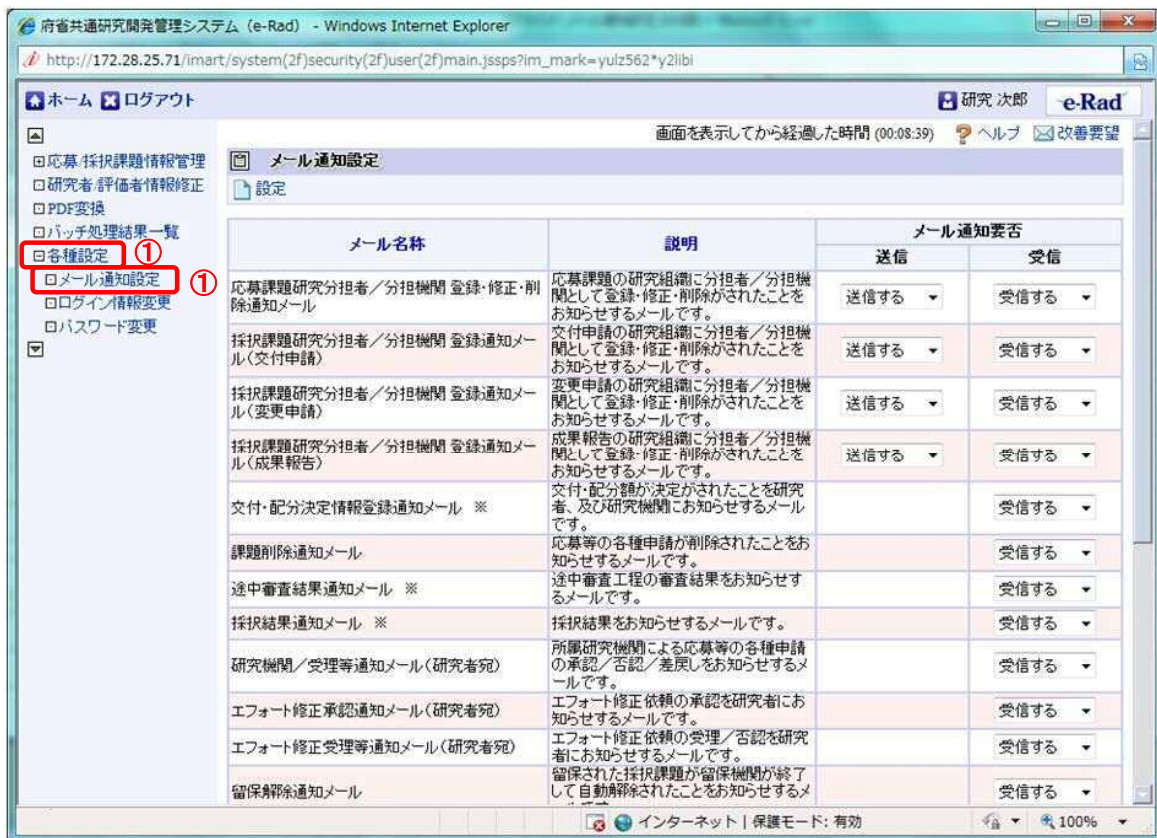 府省共通研究開発管理システム (e-Rad) - Windows Internet Explorer
http://172.28.25.71/imart/system(2f)security(2f)user(2f)main.jssps?im_mark=yulz562*y2libi
ホーム ログアウト
研究 次郎 e-Rad
画面を表示してから経過した時間 (00:08:39) ヘルプ 改善要望
応募/採択課題情報管理
研究者/評価者情報修正
PDF変換
バッチ処理結果一覧
各種設定 ①
メール通知設定 ①
ログイン情報変更
パスワード変更
メール通知設定
設定
メール名称 説明 メール通知要否
送信 受信
応募課題研究分担者／分担機関 登録・修正・削
除通知メール
応募課題の研究組織に分担者／分担機
関として登録・修正・削除がされたことを
お知らせするメールです。
送信する 受信する
採択課題研究分担者／分担機関 登録通知メー
ル(交付申請)
交付申請の研究組織に分担者／分担機
関として登録・修正・削除がされたことを
お知らせするメールです。
送信する 受信する
採択課題研究分担者／分担機関 登録通知メー
ル(変更申請)
変更申請の研究組織に分担者／分担機
関として登録・修正・削除がされたことを
お知らせするメールです。
送信する 受信する
採択課題研究分担者／分担機関 登録通知メー
ル(成果報告)
成果報告の研究組織に分担者／分担機
関として登録・修正・削除がされたことを
お知らせするメールです。
送信する 受信する
交付・配分決定情報登録通知メール ※
交付・配分額が決定がされたことを研究
者、及び研究機関にお知らせするメール
です。
受信する
課題削除通知メール
応募等の各種申請が削除されたことをお
知らせするメールです。
受信する
途中審査結果通知メール ※
途中審査工程の審査結果をお知らせす
るメールです。
受信する
採択結果通知メール ※
採択結果をお知らせするメールです。
受信する
研究機関／受理等通知メール(研究者宛)
所属研究機関による応募等の各種申請
の承認／否認／差戻しをお知らせするメ
ールです。
受信する
エフォート修正承認通知メール(研究者宛)
エフォート修正依頼の承認を研究者にお
知らせするメールです。
受信する
エフォート修正受理等通知メール(研究者宛)
エフォート修正依頼の受理／否認を研究
者にお知らせするメールです。
受信する
留保解除通知メール
留保された採択課題が留保機関が終了
して自動解除されたことをお知らせするメ
受信する
インターネット | 保護モード: 有効
100%